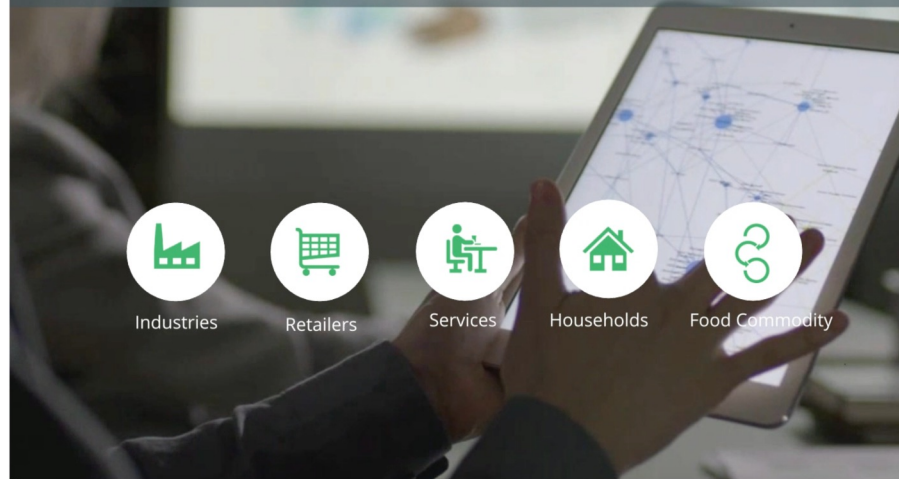 Industries
Retailers
Services
Households
Food Commodity